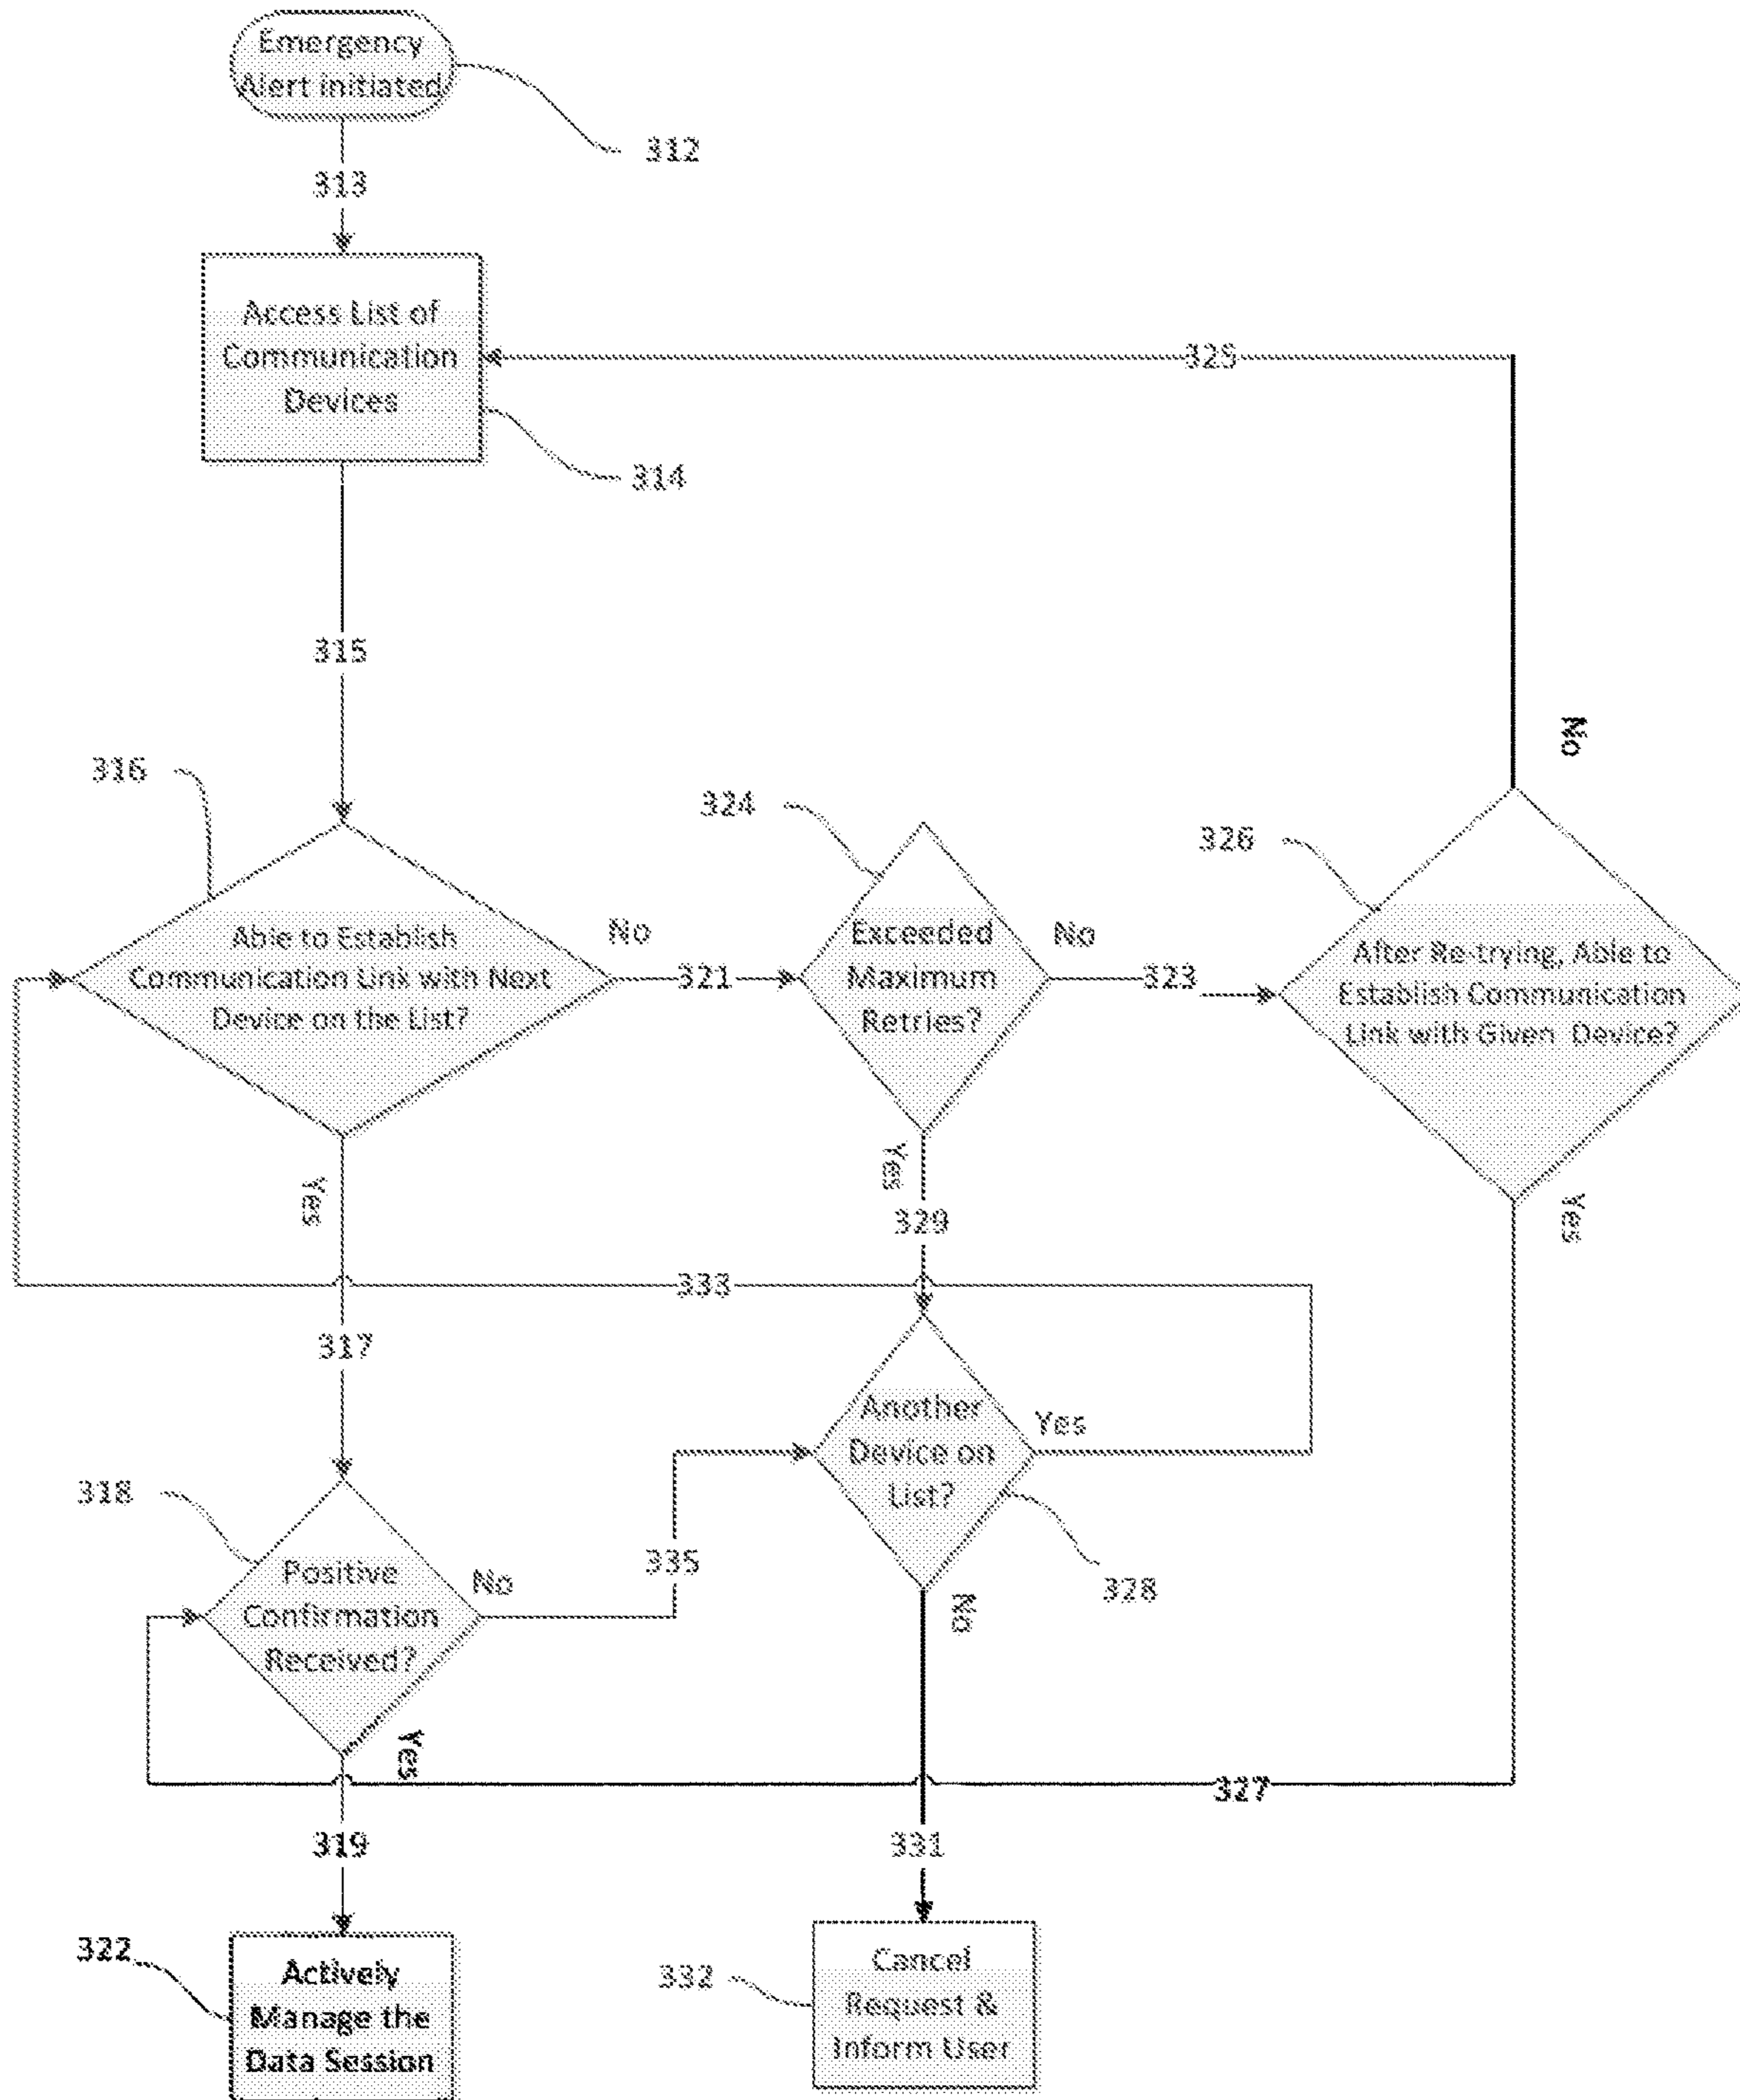 Emergency
Alert initiated
312
313
Access List of
Communication
Devices
325
314
315
No
316
324
326
Able to Establish
Communication Link with Next
Device on the List?
No
321
Exceeded
Maximum
Retries?
No
323
After Re-trying, Able to
Establish Communication
Link with Given Device?
Yes
Yes
Yes
329
333
317
Another
Device on
List?
Yes
318
Positive
Confirmation
Received?
No
335
328
No
Yes
327
319
331
322
Actively
Manage the
Data Session
332
Cancel
Request &
Inform User